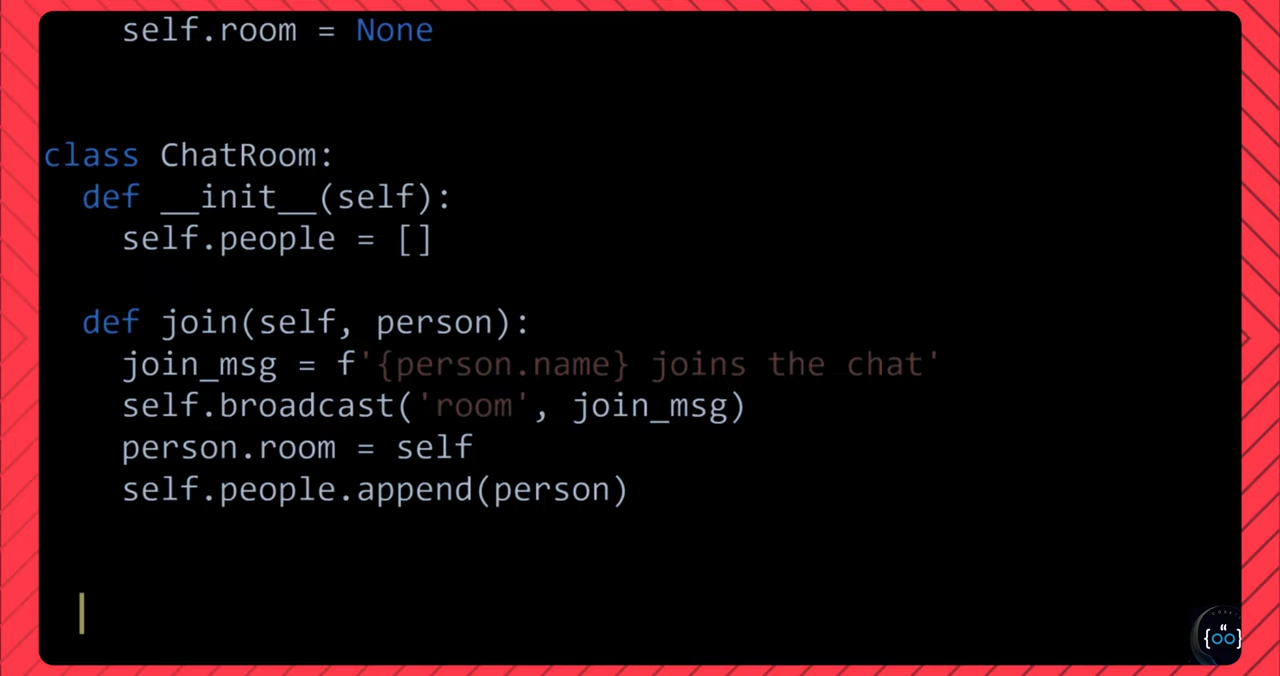 self.room = None
class ChatRoom:
def __init__(self):
self.people = []
def join(self, person):
join_msg = f'{person.name} joins the chat'
self.broadcast('room', join_msg)
person.room = self
self.people.append(person)